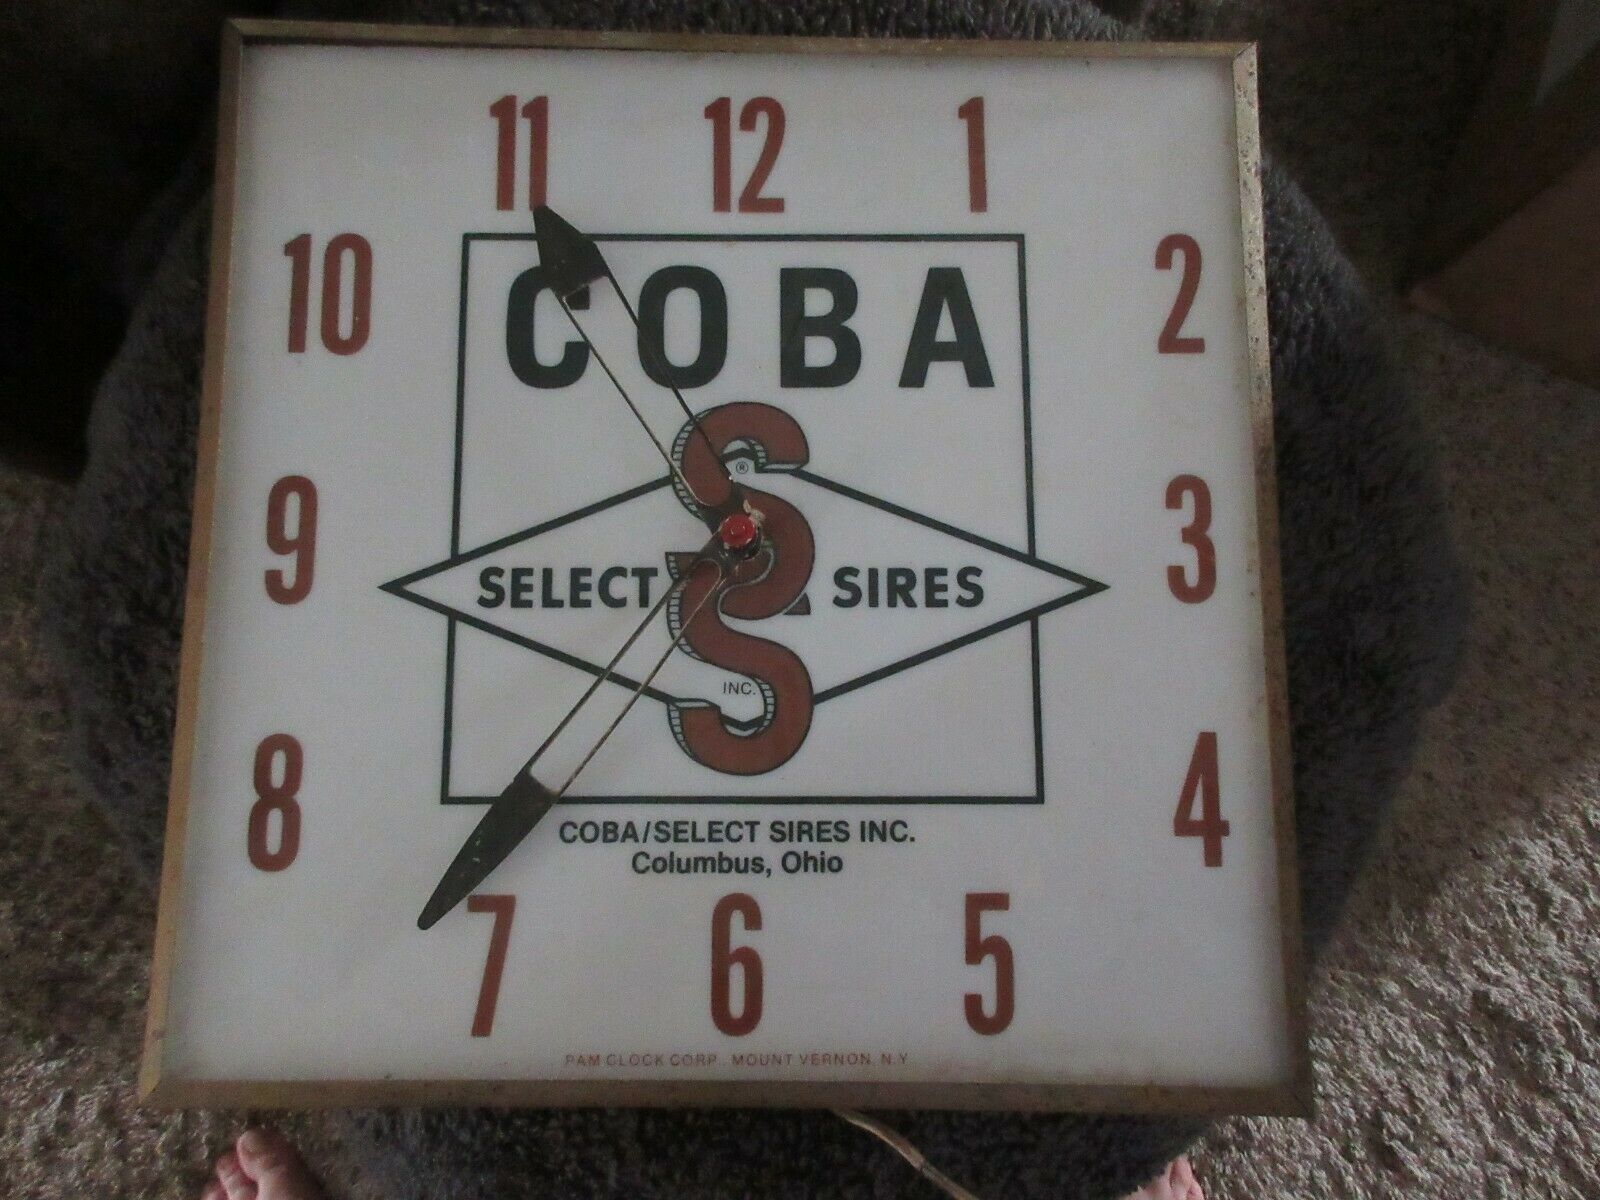 11 12 1
10 2
COBA
®
9 3
SELECT SIRES
INC.
8 4
COBA/SELECT SIRES INC.
Columbus, Ohio
7 6 5
PAM CLOCK CORP., MOUNT VERNON, N.Y